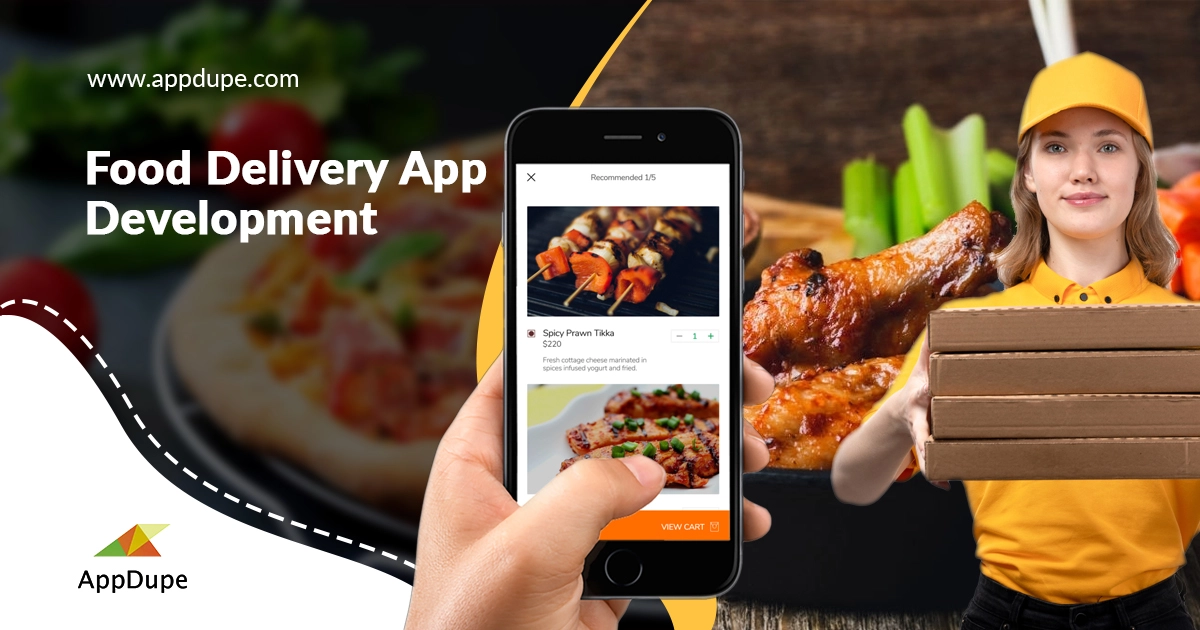 www.appdupe.com
Food Delivery App
Development
Recommended 1/5
Spicy Prawn Tikka
$220
− 1 +
Fresh cottage cheese marinated in
spices infused yogurt and fried.
VIEW CART
AppDupe